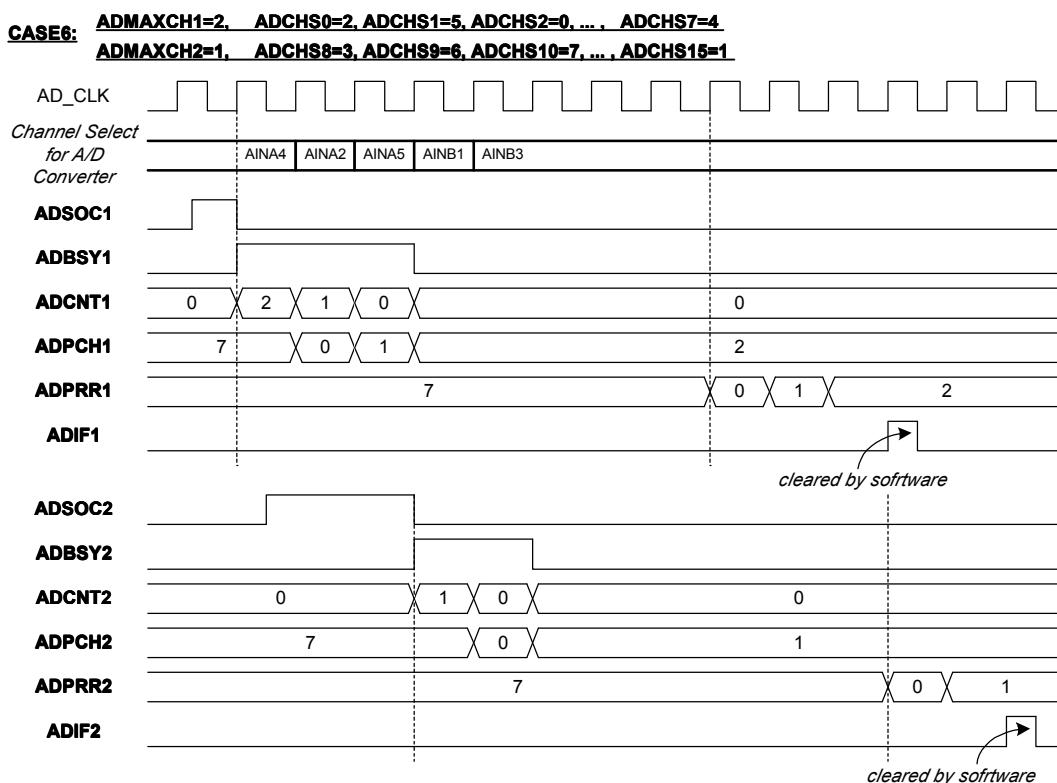 CASE6:
ADMAXCH1=2, ADCHS0=2, ADCHS1=5, ADCHS2=0, ... , ADCHS7=4
ADMAXCH2=1, ADCHS8=3, ADCHS9=6, ADCHS10=7, ... , ADCHS15=1
AD_CLK
Channel Select
for A/D
Converter
AINA4 AINA2 AINA5 AINB1 AINB3
ADSOC1
ADBSY1
ADCNT1 0 2 1 0 0
ADPCH1 7 0 1 2
ADPRR1 7 0 1 2
ADIF1
cleared by sofrtware
ADSOC2
ADBSY2
ADCNT2 0 1 0 0
ADPCH2 7 0 1
ADPRR2 7 0 1
ADIF2
cleared by sofrtware